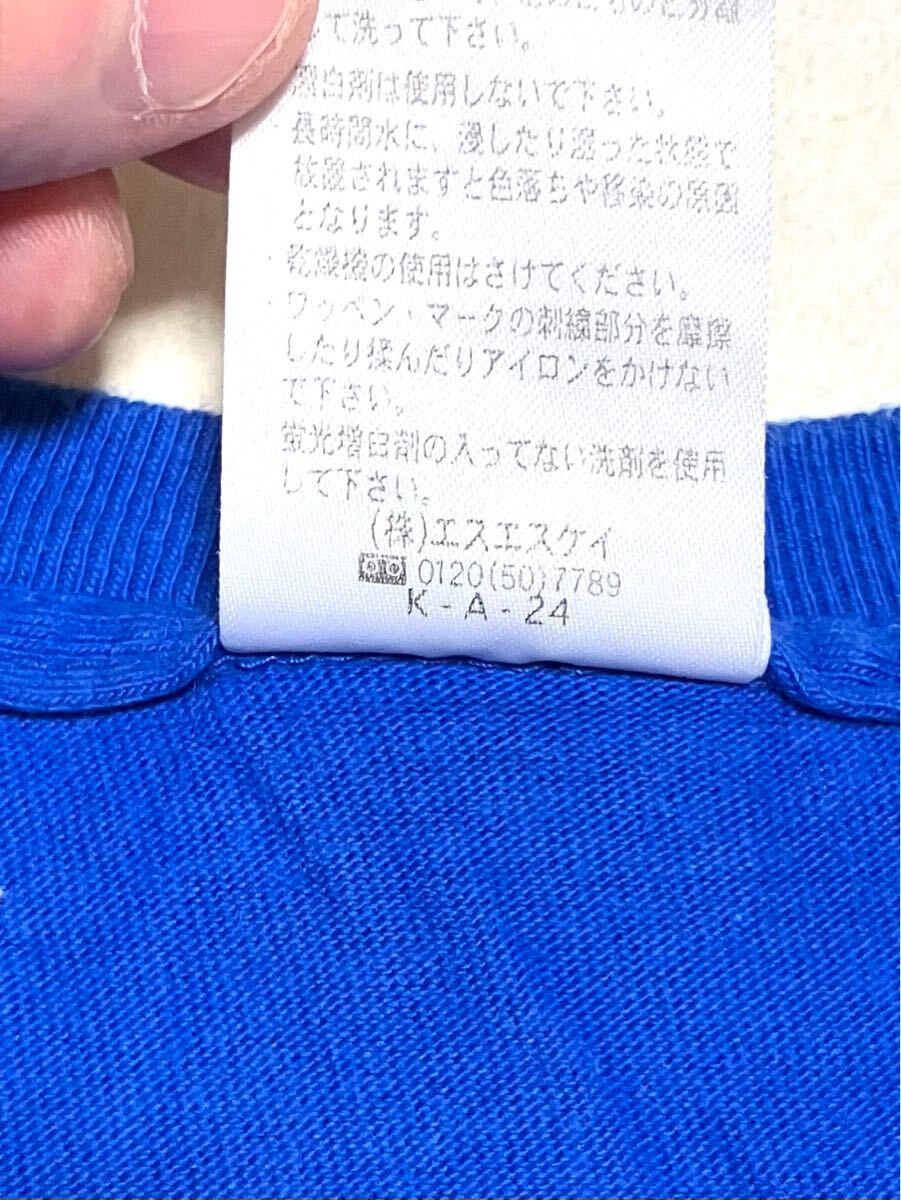 して洗って下さい。
漂白剤は使用しないで下さい。
長時間水に、浸したり湿った状態で
放置されますと色落ちや移染の原因
となります。
乾燥機の使用はさけてください。
ワッペン・マークの刺繍部分を摩擦
したり揉んだりアイロンをかけない
で下さい。
蛍光増白剤の入ってない洗剤を使用
して下さい。
(株)エスエスケイ
0120(50)7789
K-A-24